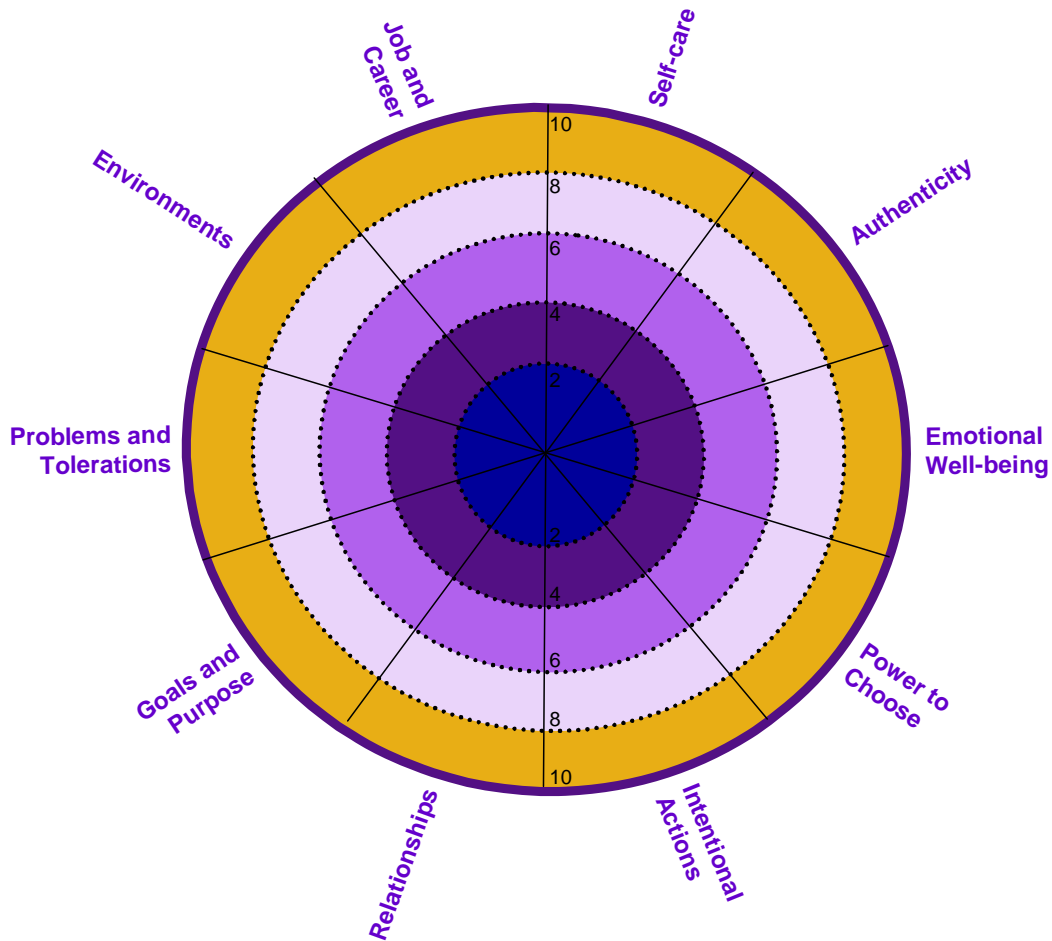 Job and
Career
Self-care
Environments
Authenticity
10
8
6
4
2
Problems and
Tolerations
Emotional
Well-being
2
4
6
8
10
Goals and
Purpose
Power to
Choose
Relationships
Intentional
Actions